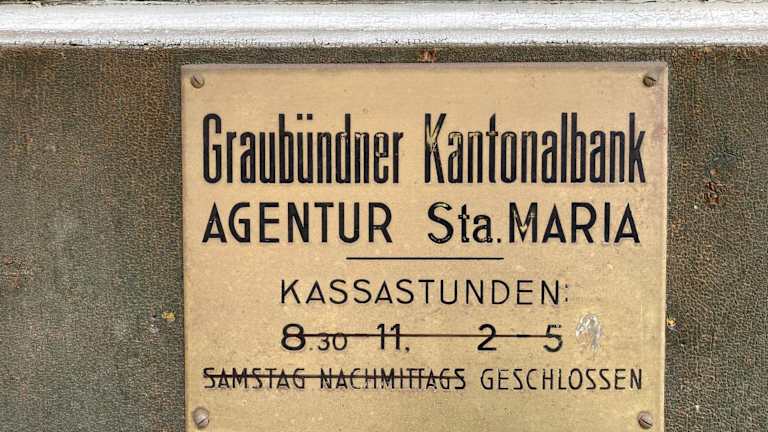 Graubündner Kantonalbank
AGENTUR Sta. MARIA
KASSASTUNDEN:
8.30 - 11, 2 - 5
SAMSTAG NACHMITTAGS GESCHLOSSEN